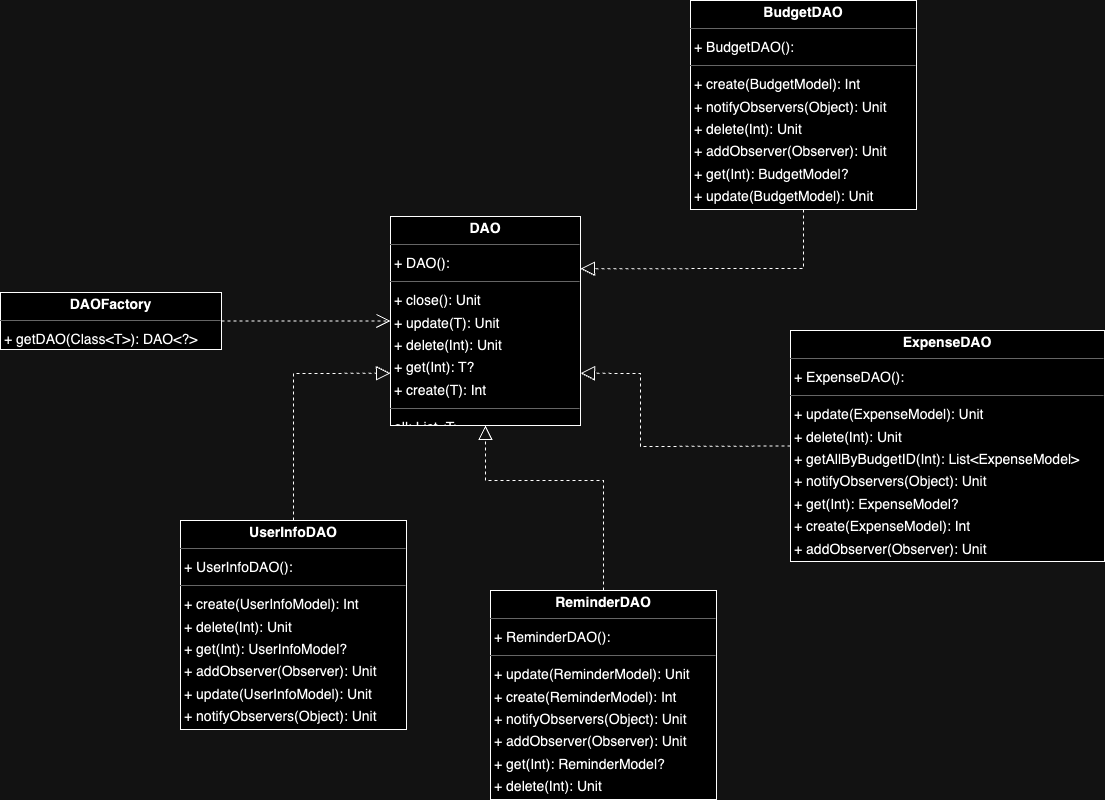 BudgetDAO
+ BudgetDAO():
+ create(BudgetModel): Int
+ notifyObservers(Object): Unit
+ delete(Int): Unit
+ addObserver(Observer): Unit
+ get(Int): BudgetModel?
+ update(BudgetModel): Unit
DAO
+ DAO():
+ close(): Unit
+ update(T): Unit
+ delete(Int): Unit
+ get(Int): T?
+ create(T): Int
DAOFactory
+ getDAO(Class<T>): DAO<?>
ExpenseDAO
+ ExpenseDAO():
+ update(ExpenseModel): Unit
+ delete(Int): Unit
+ getAllByBudgetID(Int): List<ExpenseModel>
+ notifyObservers(Object): Unit
+ get(Int): ExpenseModel?
+ create(ExpenseModel): Int
+ addObserver(Observer): Unit
UserInfoDAO
+ UserInfoDAO():
+ create(UserInfoModel): Int
+ delete(Int): Unit
+ get(Int): UserInfoModel?
+ addObserver(Observer): Unit
+ update(UserInfoModel): Unit
+ notifyObservers(Object): Unit
ReminderDAO
+ ReminderDAO():
+ update(ReminderModel): Unit
+ create(ReminderModel): Int
+ notifyObservers(Object): Unit
+ addObserver(Observer): Unit
+ get(Int): ReminderModel?
+ delete(Int): Unit